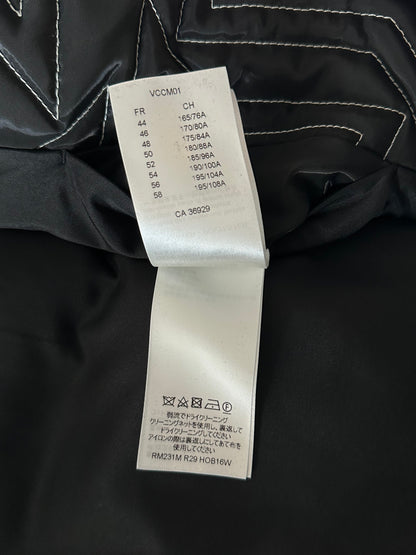 VCCM01
FR CH
44 165/76A
46 170/80A
48 175/84A
50 180/88A
52 185/96A
54 190/100A
56 195/104A
58 195/108A
CA 36929
弱流でドライクリーニング
クリーニングネットを使用し、裏返して
ドライクリーニングしてください
アイロンの際は裏返しにしてあて布を
使用してください
RM231M R29 HOB16W